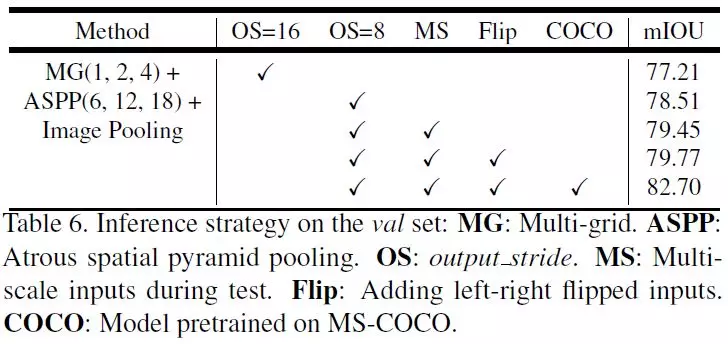 Method OS=16 OS=8 MS Flip COCO mIOU
MG(1, 2, 4) + ✓ 77.21
ASPP(6, 12, 18) + ✓ 78.51
Image Pooling ✓ ✓ 79.45
✓ ✓ ✓ 79.77
✓ ✓ ✓ ✓ 82.70
Table 6. Inference strategy on the val set: MG: Multi-grid. ASPP:
Atrous spatial pyramid pooling. OS: output_stride. MS: Multi-
scale inputs during test. Flip: Adding left-right flipped inputs.
COCO: Model pretrained on MS-COCO.